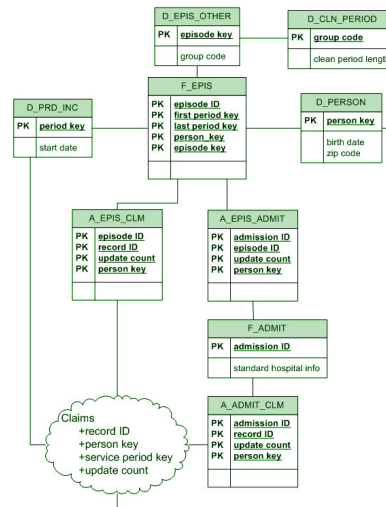 D_EPIS_OTHER
PK episode key
group code
D_CLN_PERIOD
PK group code
clean period length
F_EPIS
PK episode ID
PK first period key
PK last period key
PK person_key
PK episode key
D_PRD_INC
PK period key
start date
D_PERSON
PK person key
birth date
zip code
A_EPIS_CLM
PK episode ID
PK record ID
PK update count
PK person key
A_EPIS_ADMIT
PK admission ID
PK episode ID
PK update count
PK person key
F_ADMIT
PK admission ID
standard hospital info
Claims
+record ID
+person key
+service period key
+update count
A_ADMIT_CLM
PK admission ID
PK record ID
PK update count
PK person key